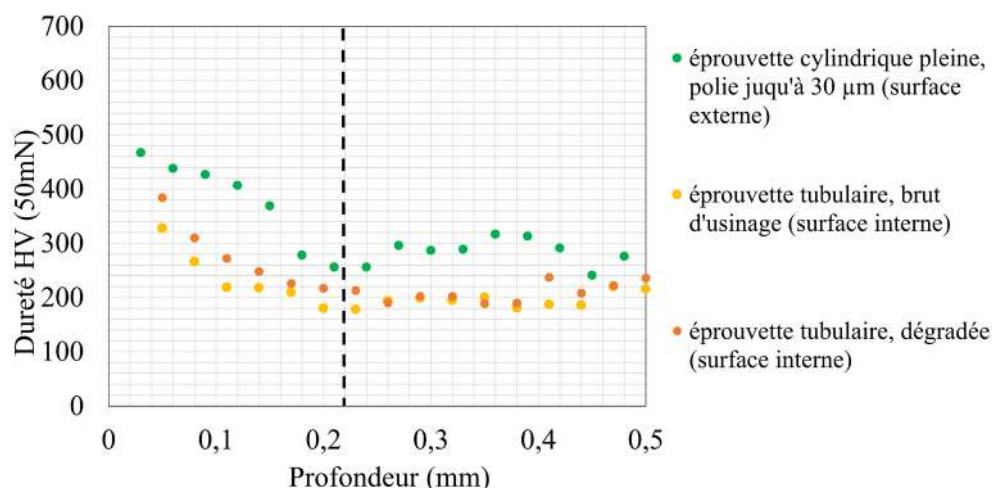 700
600
500
400
300
200
100
0
Dureté HV (50mN)
0 0,1 0,2 0,3 0,4 0,5
Profondeur (mm)
éprouvette cylindrique pleine,
polie juqu'à 30 µm (surface
externe)
éprouvette tubulaire, brut
d'usinage (surface interne)
éprouvette tubulaire, dégradée
(surface interne)